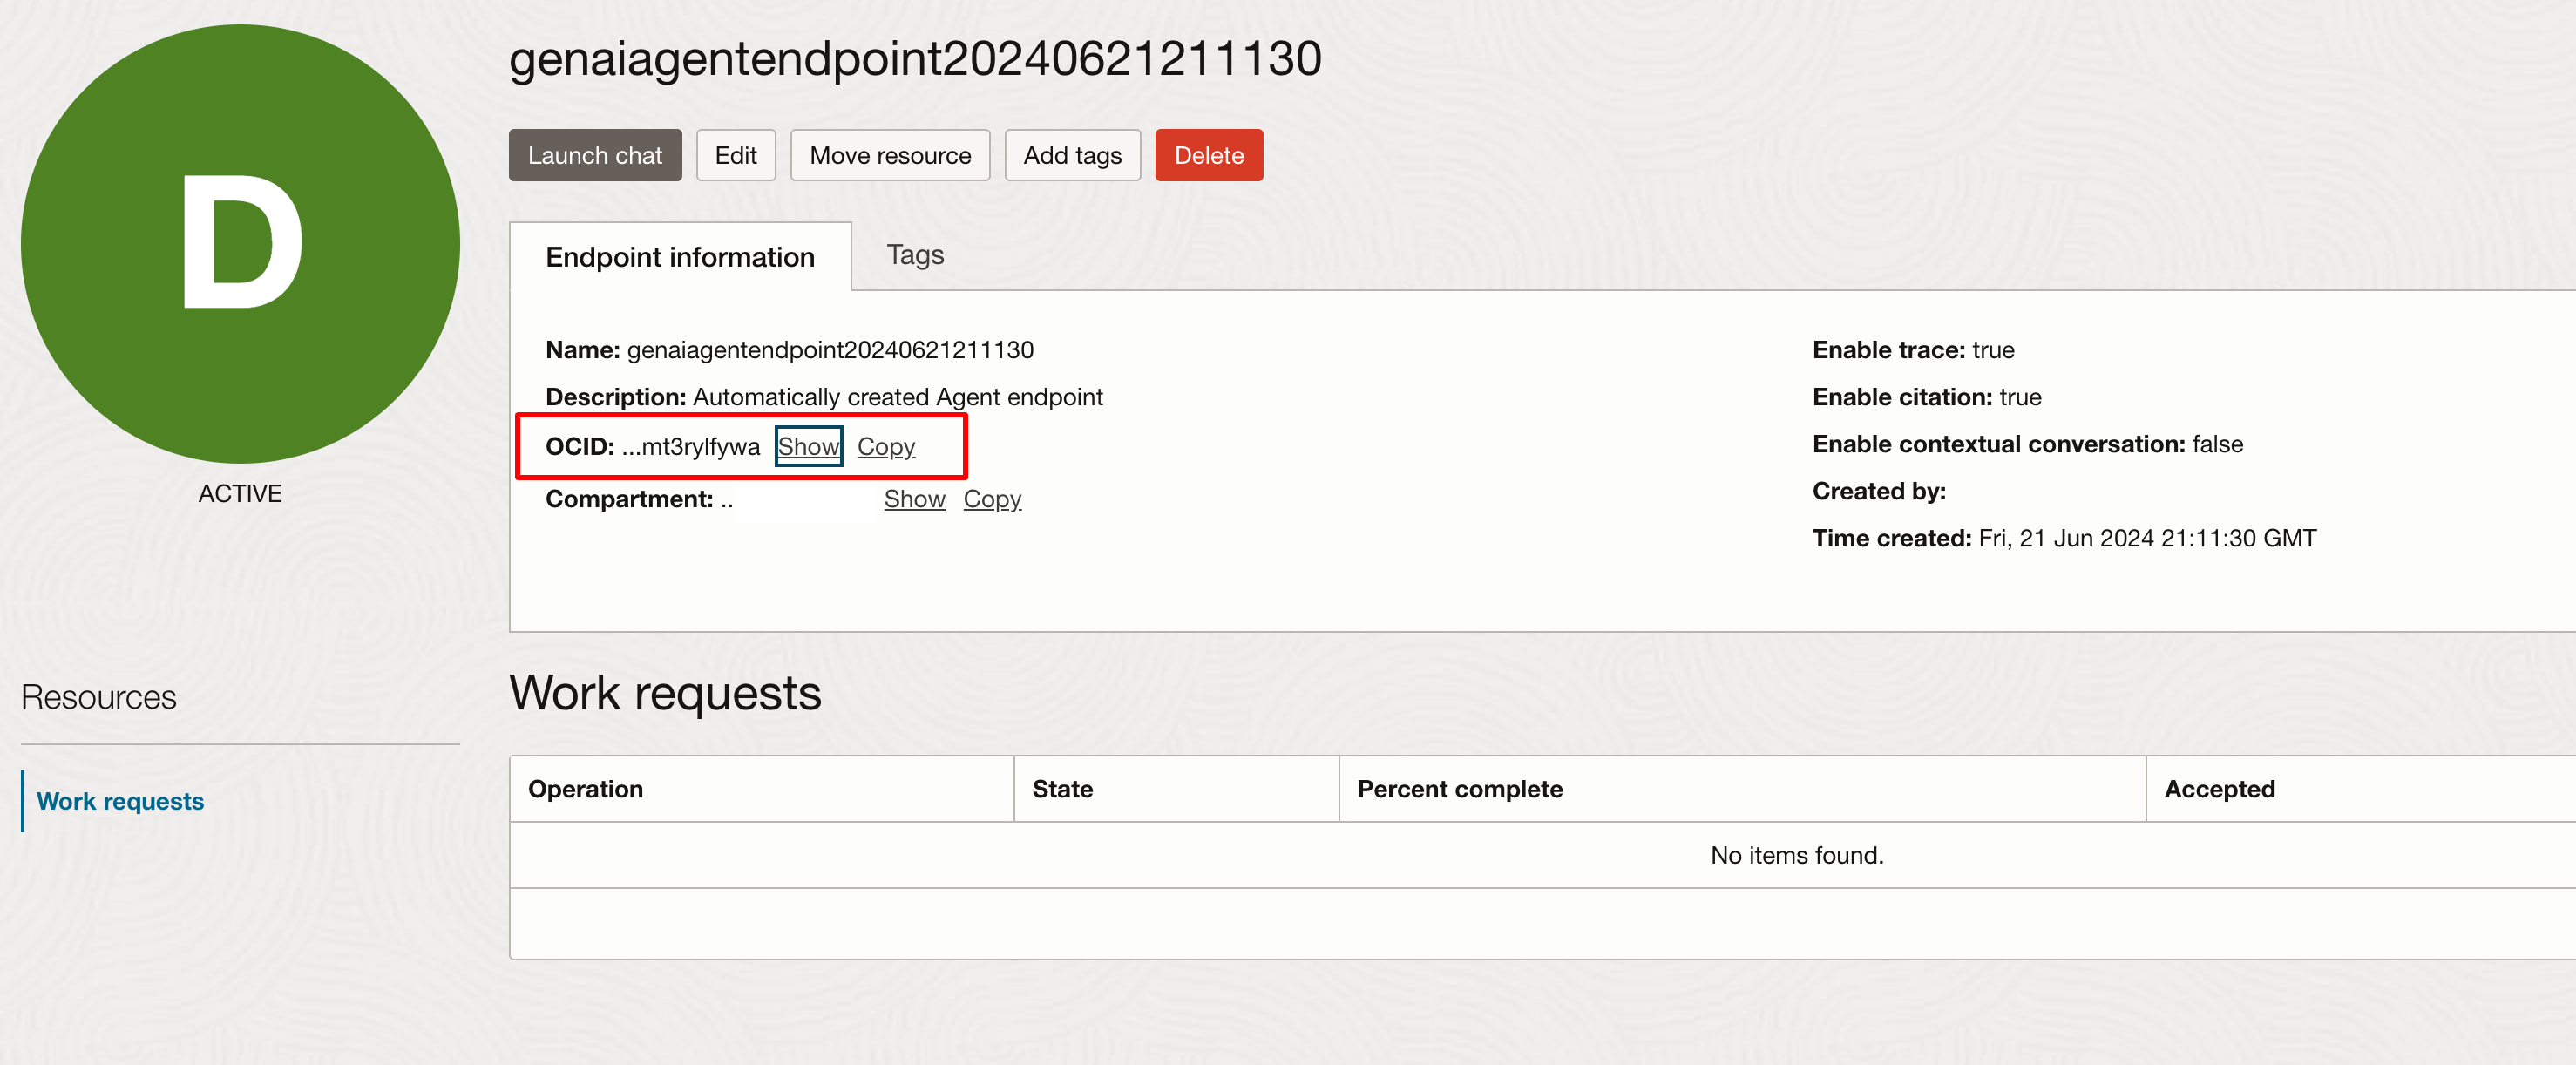 D
ACTIVE
genaiagentendpoint20240621211130
Launch chat Edit Move resource Add tags Delete
Endpoint information Tags
Name: genaiagentendpoint20240621211130
Description: Automatically created Agent endpoint
OCID: ...mt3rylfywa Show Copy
Compartment: .. Show Copy
Enable trace: true
Enable citation: true
Enable contextual conversation: false
Created by:
Time created: Fri, 21 Jun 2024 21:11:30 GMT
Resources
Work requests
Work requests
Operation State Percent complete Accepted
No items found.